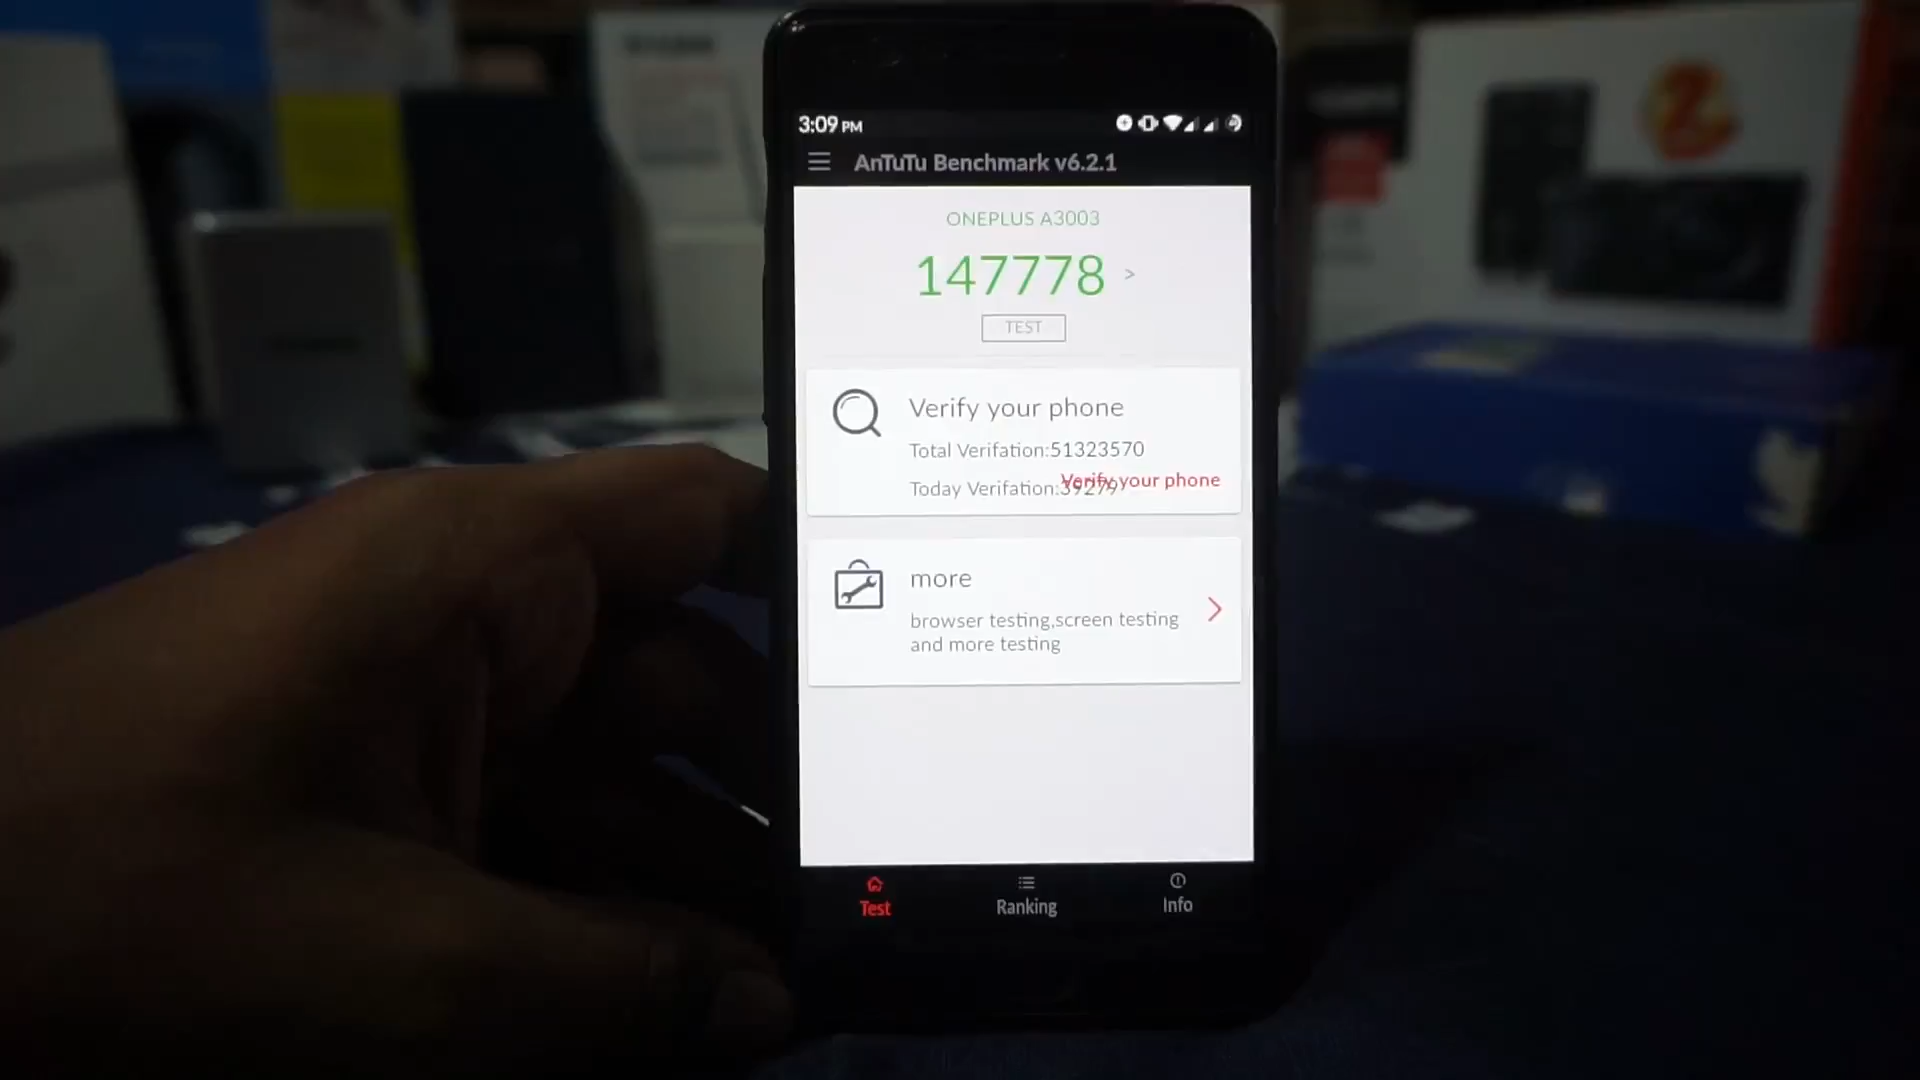 3:09 PM
AnTuTu Benchmark v6.2.1
ONEPLUS A3003
147778 >
TEST
Verify your phone
Total Verifation:51323570
Today Verifation:39279
Verify your phone
more
browser testing,screen testing
and more testing
Test
Ranking
Info